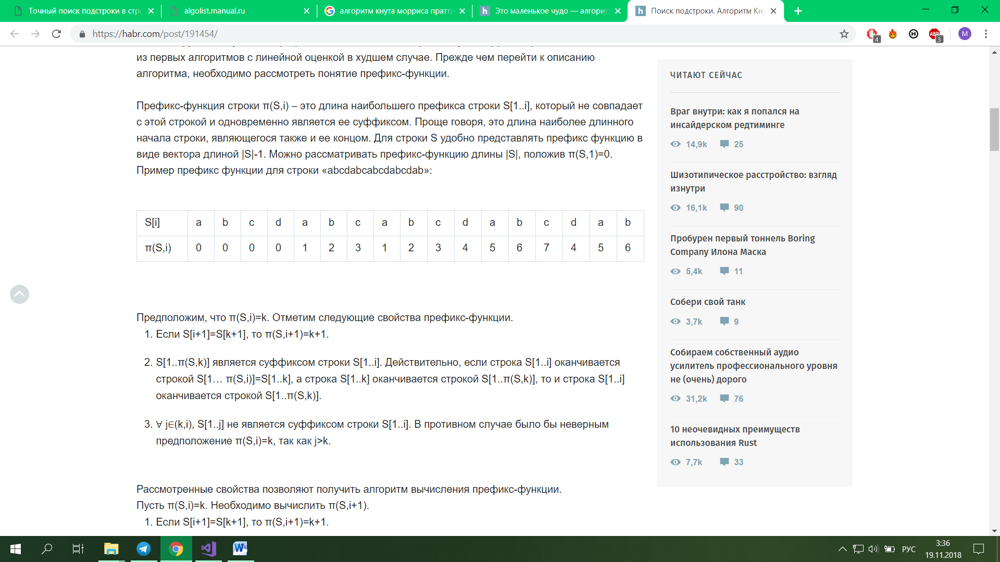 Точный поиск подстроки в стро
algolist.manual.ru
алгоритм кнута морриса пратта
Это маленькое чудо — алгорит
Поиск подстроки. Алгоритм Кну
https://habr.com/post/191454/
4
ABP
3
M
из первых алгоритмов с линейной оценкой в худшем случае. Прежде чем перейти к описанию
алгоритма, необходимо рассмотреть понятие префикс-функции.
Префикс-функция строки π(S,i) – это длина наибольшего префикса строки S[1..i], который не совпадает
с этой строкой и одновременно является ее суффиксом. Проще говоря, это длина наиболее длинного
начала строки, являющегося также и ее концом. Для строки S удобно представлять префикс функцию в
виде вектора длиной |S|-1. Можно рассматривать префикс-функцию длины |S|, положив π(S,1)=0.
Пример префикс функции для строки «abcdabcabcdabcdab»:
S[i] a b c d a b c a b c d a b c d a b
π(S,i) 0 0 0 0 1 2 3 1 2 3 4 5 6 7 4 5 6
Предположим, что π(S,i)=k. Отметим следующие свойства префикс-функции.
1. Если S[i+1]=S[k+1], то π(S,i+1)=k+1.
2. S[1..π(S,k)] является суффиксом строки S[1..i]. Действительно, если строка S[1..i] оканчивается
строкой S[1… π(S,i)]=S[1..k], а строка S[1..k] оканчивается строкой S[1..π(S,k)], то и строка S[1..i]
оканчивается строкой S[1..π(S,k)].
3. ∀ j∈(k,i), S[1..j] не является суффиксом строки S[1..i]. В противном случае было бы неверным
предположение π(S,i)=k, так как j>k.
Рассмотренные свойства позволяют получить алгоритм вычисления префикс-функции.
Пусть π(S,i)=k. Необходимо вычислить π(S,i+1).
1. Если S[i+1]=S[k+1], то π(S,i+1)=k+1.
ЧИТАЮТ СЕЙЧАС
Враг внутри: как я попался на
инсайдерском редтиминге
14,9k 25
Шизотипическое расстройство: взгляд
изнутри
16,1k 90
Пробурен первый тоннель Boring
Company Илона Маска
5,4k 11
Собери свой танк
3,7k 9
Собираем собственный аудио
усилитель профессионального уровня
не (очень) дорого
31,2k 76
10 неочевидных преимуществ
использования Rust
7,7k 33
РУС
3:36
19.11.2018